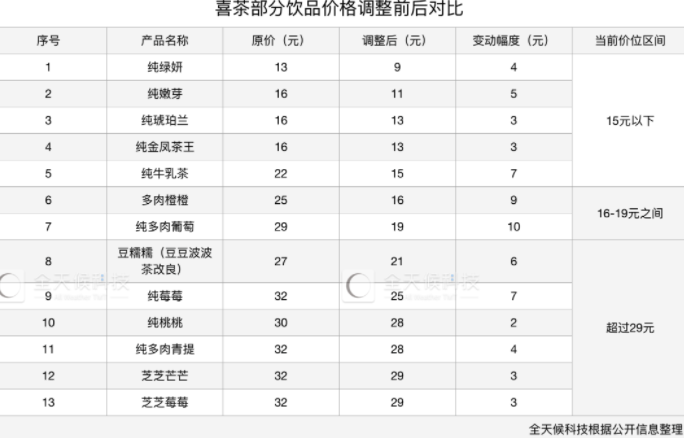 喜茶部分饮品价格调整前后对比
序号 产品名称 原价（元） 调整后（元） 变动幅度（元） 当前价位区间
1 纯绿妍 13 9 4
2 纯嫩芽 16 11 5
3 纯琥珀兰 16 13 3
4 纯金凤茶王 16 13 3
5 纯牛乳茶 22 15 7
15元以下
6 多肉橙橙 25 16 9
7 纯多肉葡萄 29 19 10
16-19元之间
8 豆糯糯（豆豆波波
茶改良） 27 21 6
9 纯莓莓 32 25 7
10 纯桃桃 30 28 2
11 纯多肉青提 32 28 4
12 芝芝芒芒 32 29 3
13 芝芝莓莓 32 29 3
超过29元
全天候科技
全天候科技
全天候科技根据公开信息整理